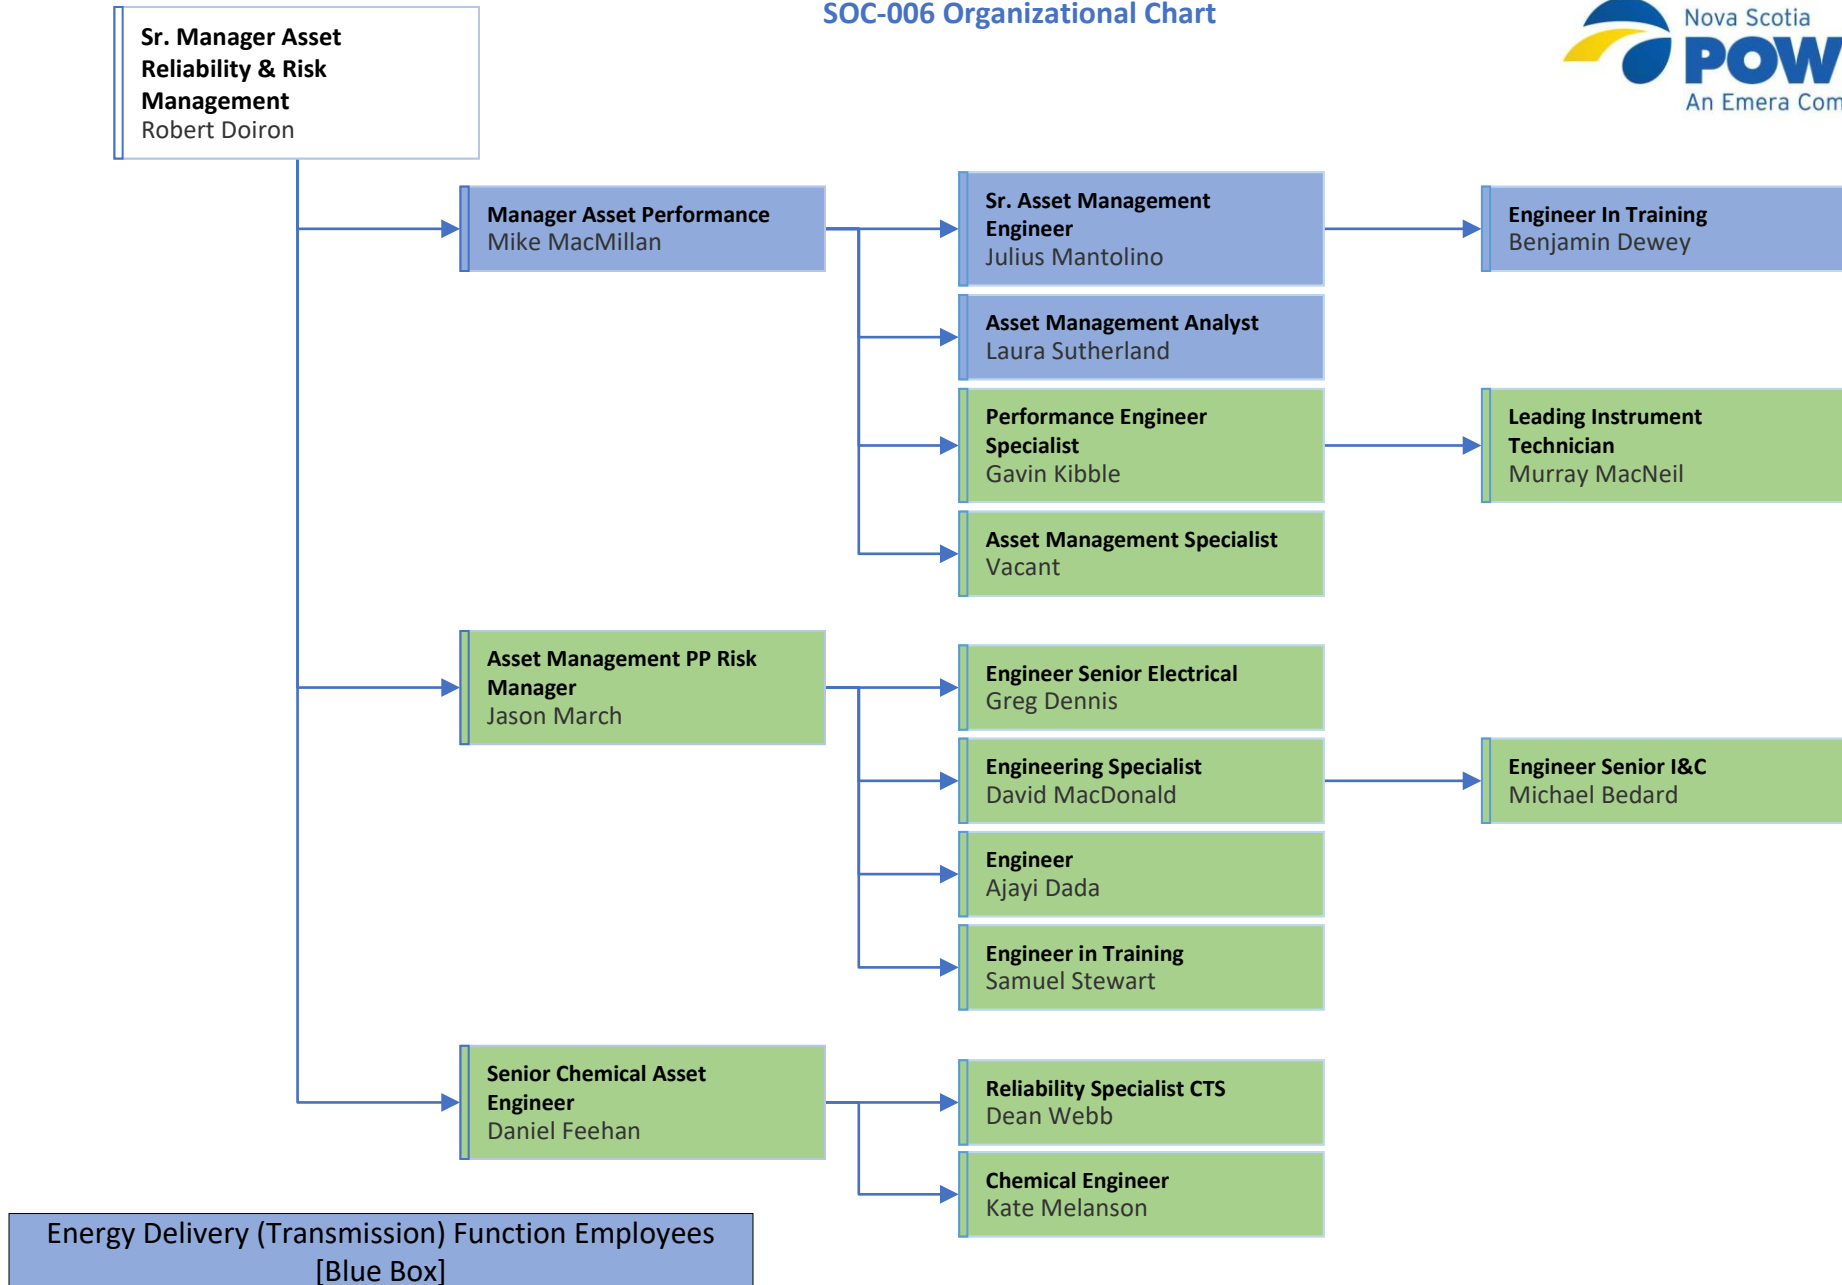 SOC-006 Organizational Chart
Nova Scotia
POW
An Emera Com
Sr. Manager Asset
Reliability & Risk
Management
Robert Doiron
Manager Asset Performance
Mike MacMillan
Sr. Asset Management
Engineer
Julius Mantolino
Engineer In Training
Benjamin Dewey
Asset Management Analyst
Laura Sutherland
Performance Engineer
Specialist
Gavin Kibble
Leading Instrument
Technician
Murray MacNeil
Asset Management Specialist
Vacant
Asset Management PP Risk
Manager
Jason March
Engineer Senior Electrical
Greg Dennis
Engineering Specialist
David MacDonald
Engineer Senior I&C
Michael Bedard
Engineer
Ajayi Dada
Engineer in Training
Samuel Stewart
Senior Chemical Asset
Engineer
Daniel Feehan
Reliability Specialist CTS
Dean Webb
Chemical Engineer
Kate Melanson
Energy Delivery (Transmission) Function Employees
[Blue Box]